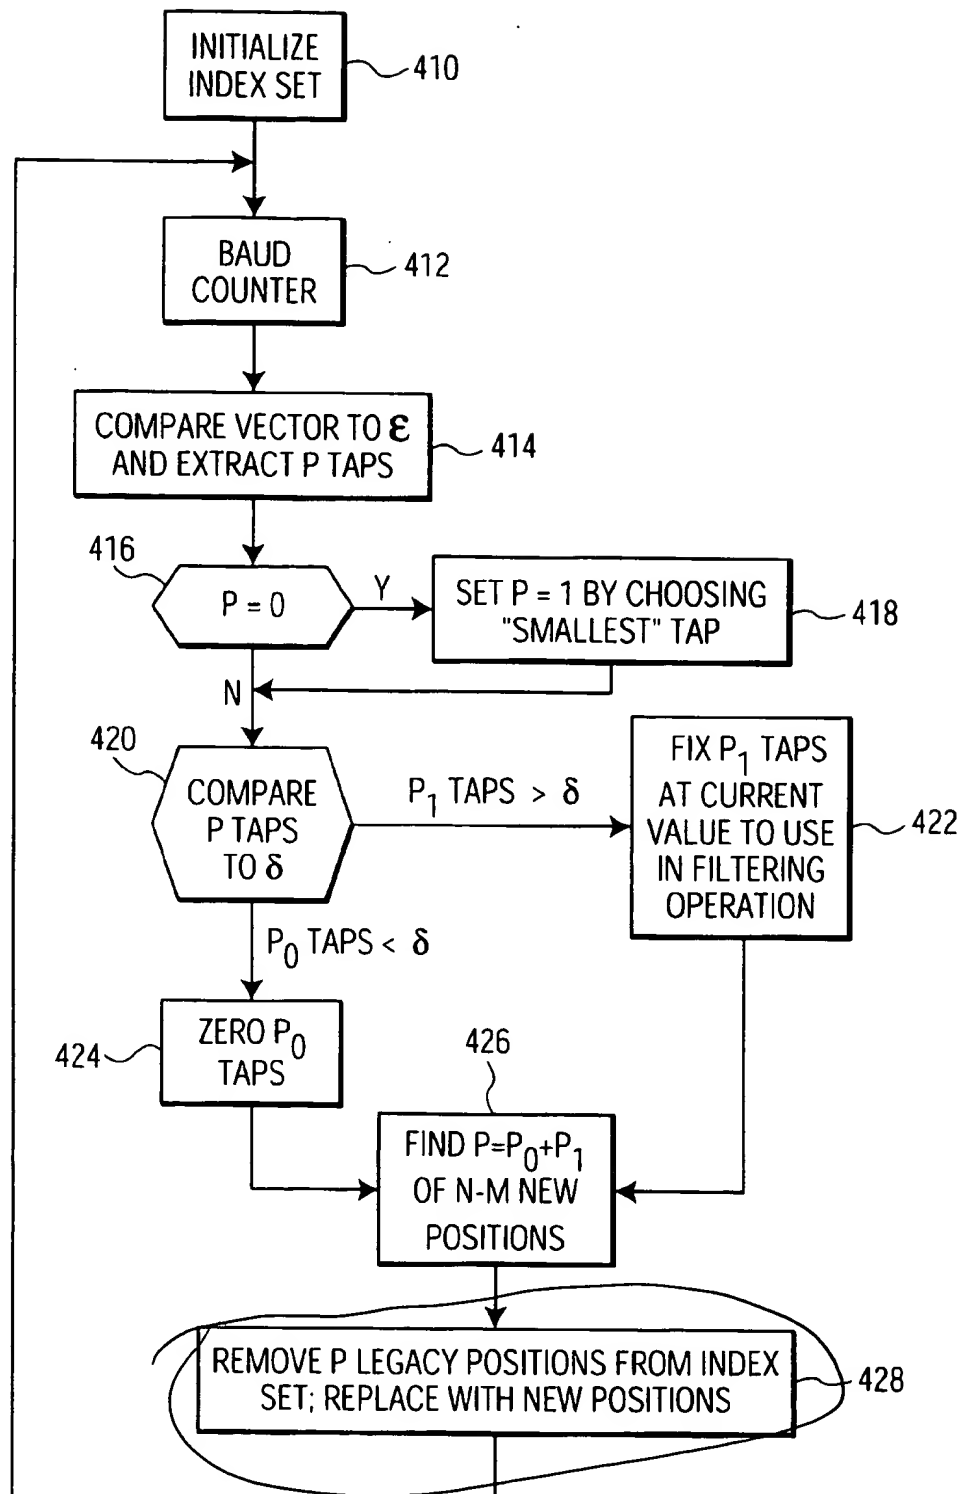 INITIALIZE
INDEX SET
410
BAUD
COUNTER
412
COMPARE VECTOR TO ε
AND EXTRACT P TAPS
414
416
P = 0
Y
SET P = 1 BY CHOOSING
"SMALLEST" TAP
418
N
420
COMPARE
P TAPS
TO δ
P₁ TAPS > δ
FIX P₁ TAPS
AT CURRENT
VALUE TO USE
IN FILTERING
OPERATION
422
P₀ TAPS < δ
ZERO P₀
TAPS
424
426
FIND P=P₀+P₁
OF N-M NEW
POSITIONS
REMOVE P LEGACY POSITIONS FROM INDEX
SET; REPLACE WITH NEW POSITIONS
428